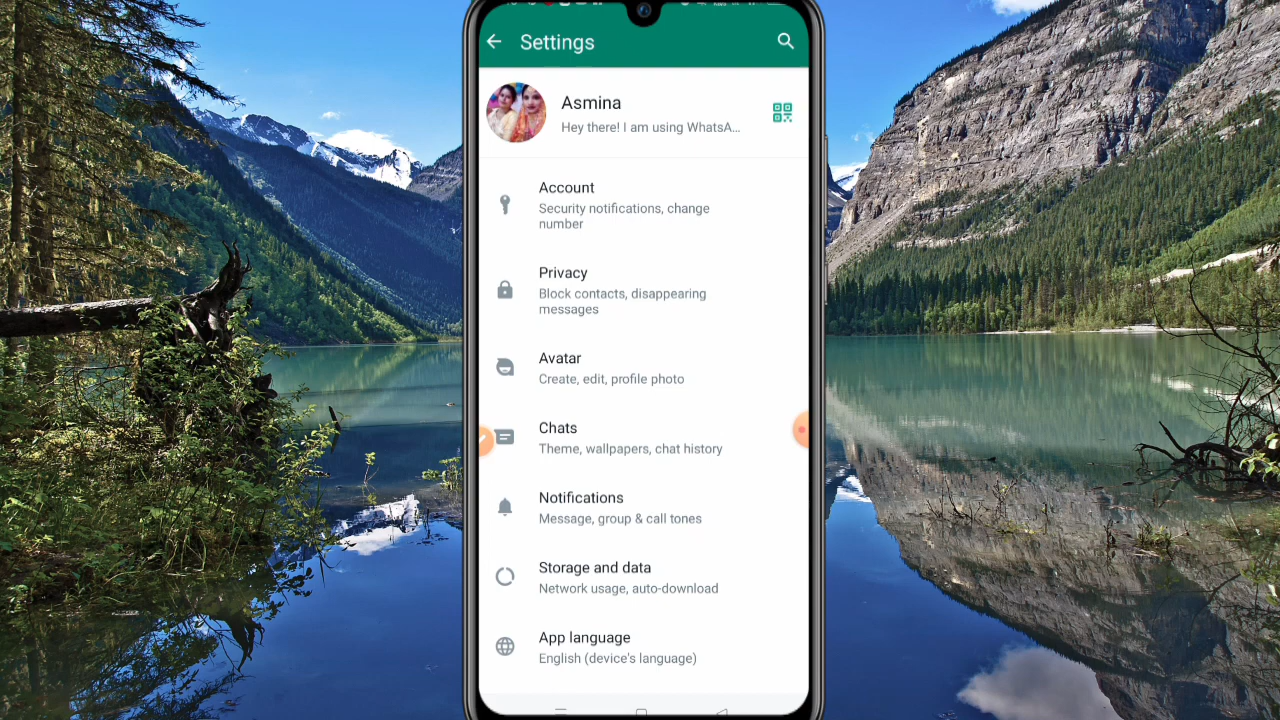 Settings
Asmina
Hey there! I am using WhatsA...
Account
Security notifications, change
number
Privacy
Block contacts, disappearing
messages
Avatar
Create, edit, profile photo
Chats
Theme, wallpapers, chat history
Notifications
Message, group & call tones
Storage and data
Network usage, auto-download
App language
English (device's language)